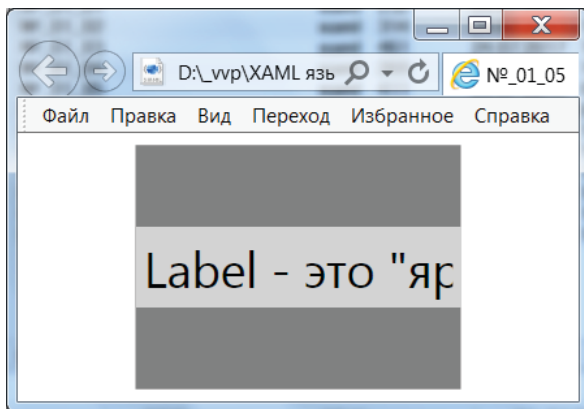 D:\_vvp\XAML язь
№_01_05
Файл Правка Вид Переход Избранное Справка
Label - это "яр